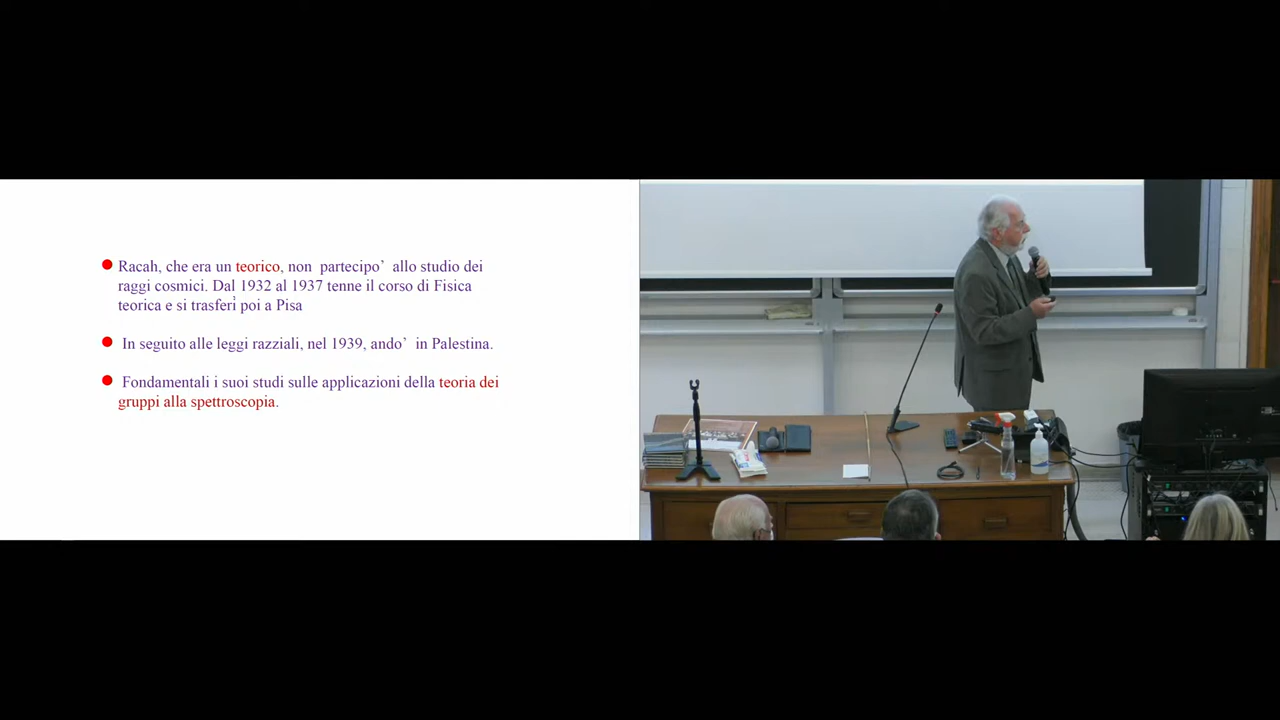 Racah, che era un teorico, non partecipo’ allo studio dei
raggi cosmici. Dal 1932 al 1937 tenne il corso di Fisica
teorica e si trasferì poi a Pisa
In seguito alle leggi razziali, nel 1939, ando’ in Palestina.
Fondamentali i suoi studi sulle applicazioni della teoria dei
gruppi alla spettroscopia.